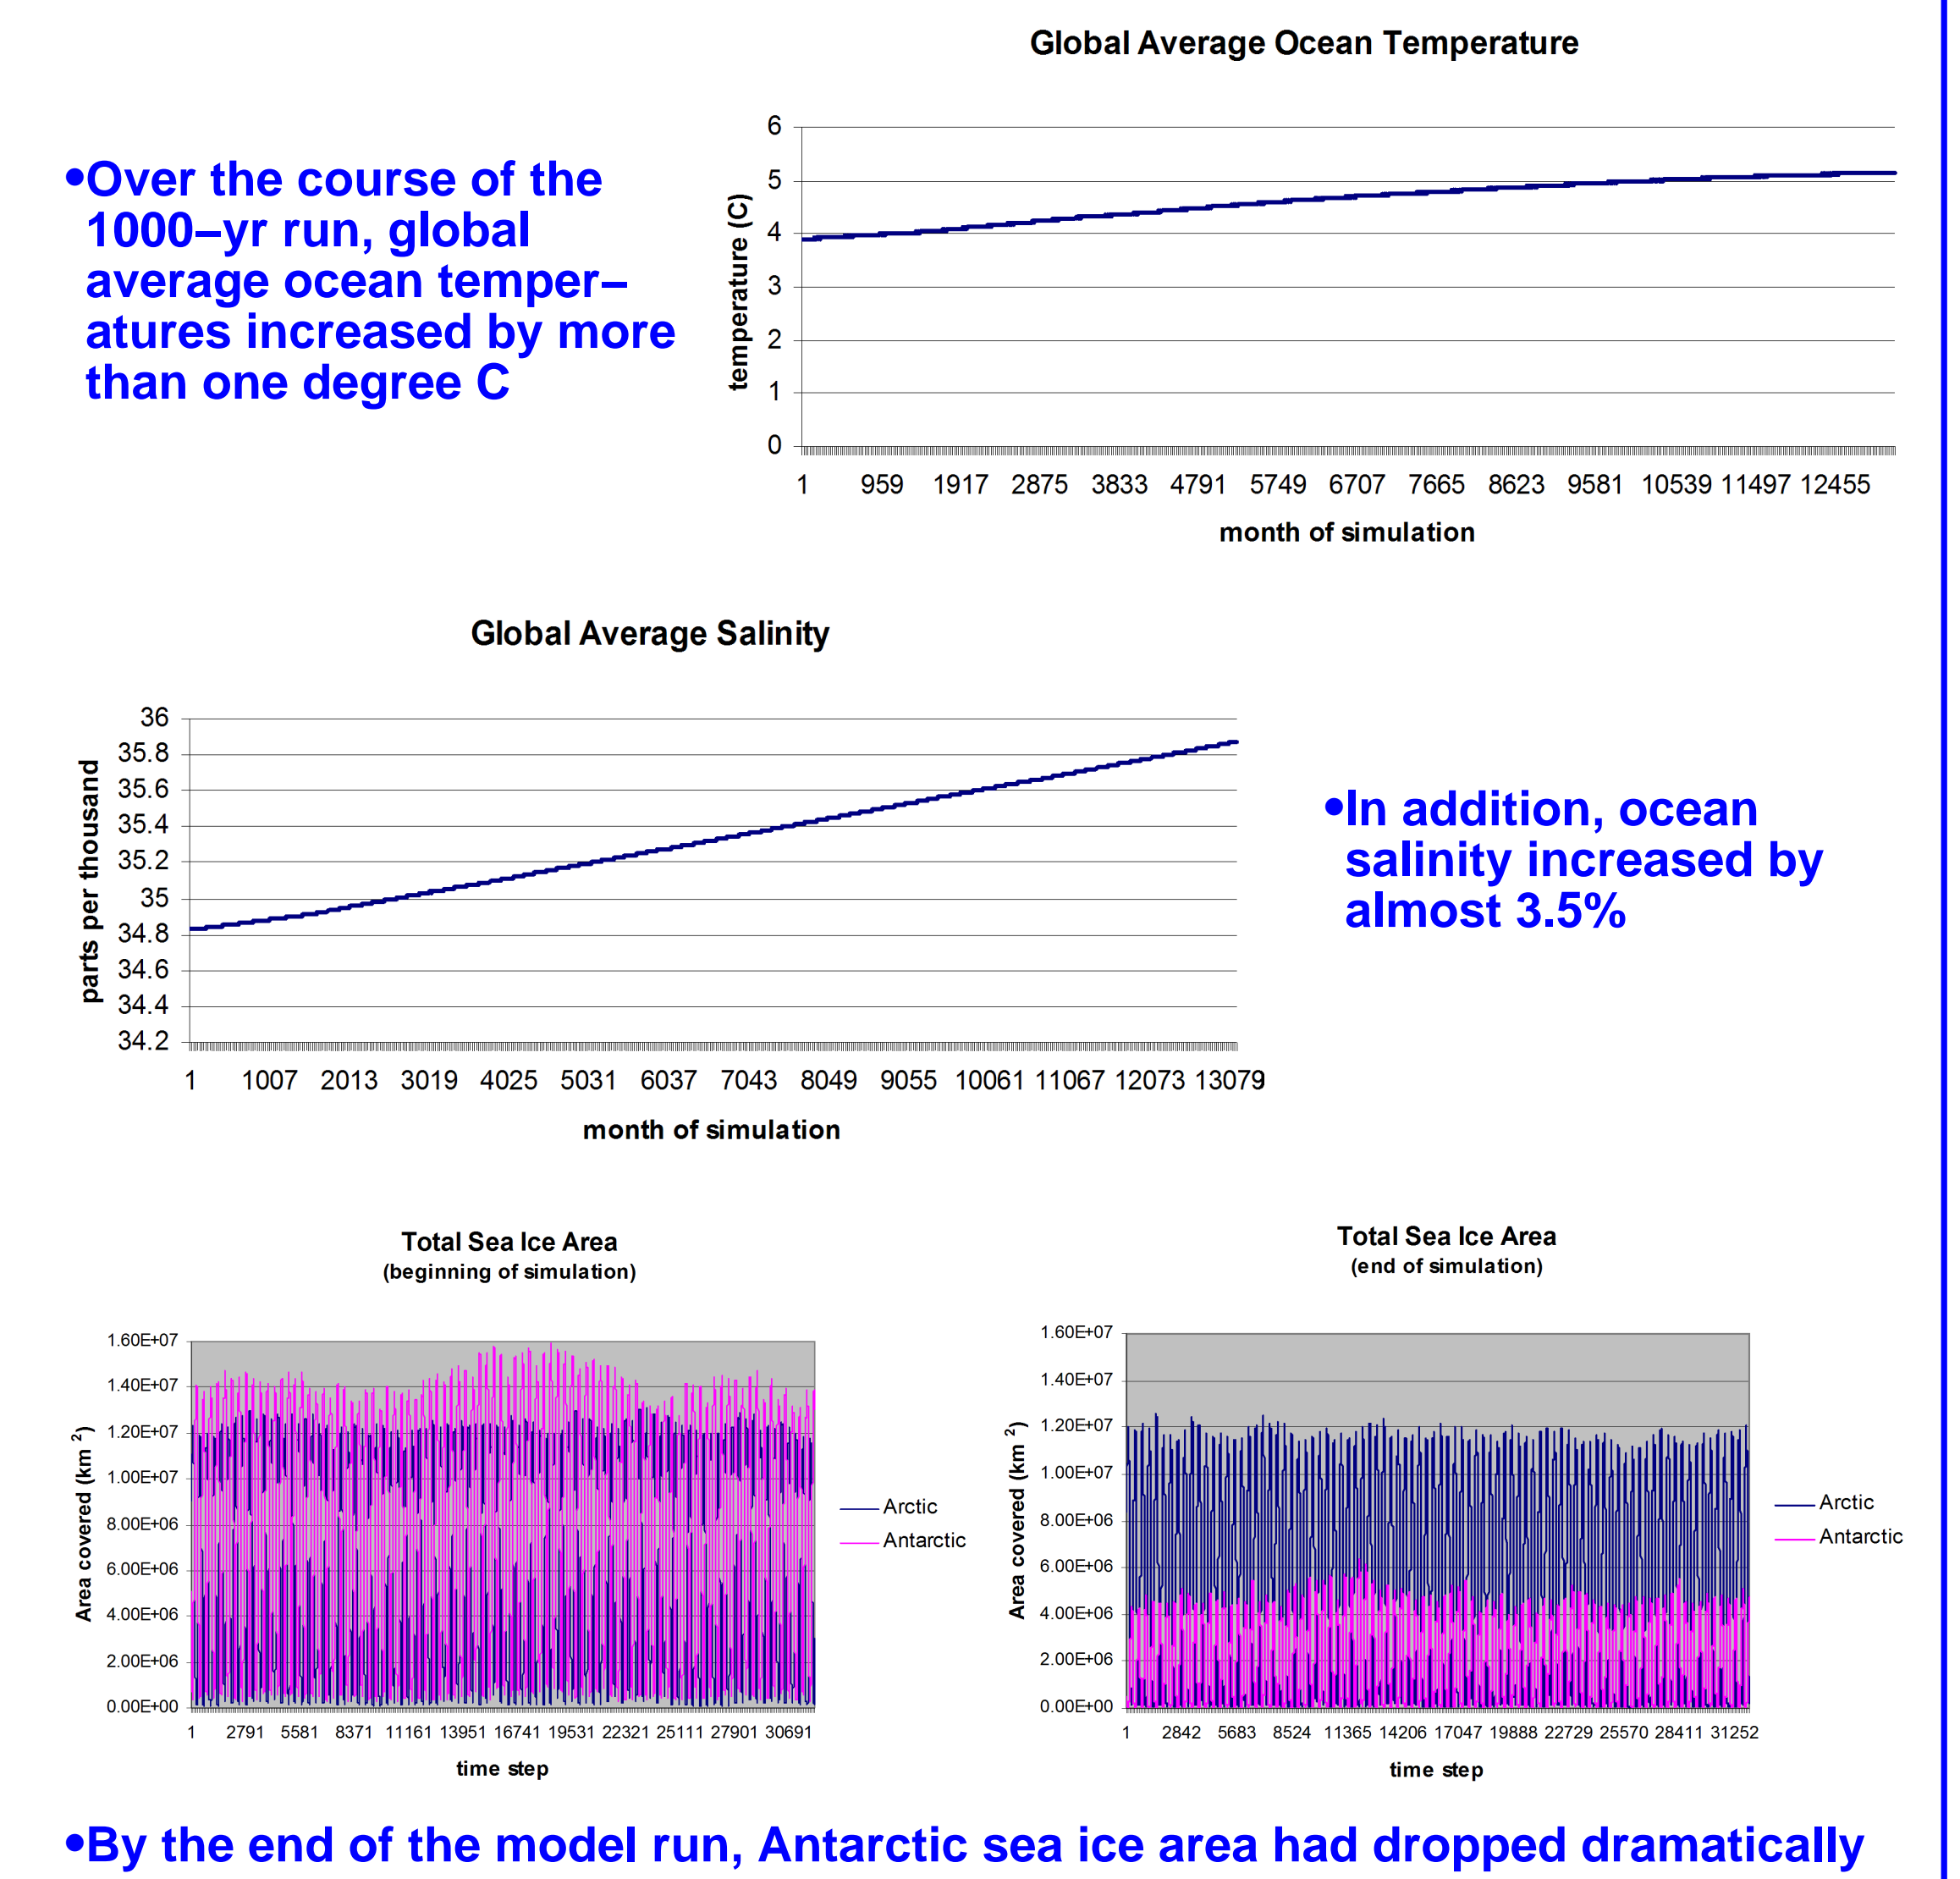 Global Average Ocean Temperature
•Over the course of the
1000–yr run, global
average ocean temper–
atures increased by more
than one degree C
temperature (C)
6
5
4
3
2
1
0
1 959 1917 2875 3833 4791 5749 6707 7665 8623 9581 10539 11497 12455
month of simulation
Global Average Salinity
parts per thousand
36
35.8
35.6
35.4
35.2
35
34.8
34.6
34.4
34.2
1 1007 2013 3019 4025 5031 6037 7043 8049 9055 10061 11067 12073 13079
month of simulation
•In addition, ocean
salinity increased by
almost 3.5%
Total Sea Ice Area
(beginning of simulation)
Area covered (km 2)
1.60E+07
1.40E+07
1.20E+07
1.00E+07
8.00E+06
6.00E+06
4.00E+06
2.00E+06
0.00E+00
1 2791 5581 8371 11161 13951 16741 19531 22321 25111 27901 30691
time step
Arctic
Antarctic
Total Sea Ice Area
(end of simulation)
Area covered (km 2)
1.60E+07
1.40E+07
1.20E+07
1.00E+07
8.00E+06
6.00E+06
4.00E+06
2.00E+06
0.00E+00
1 2842 5683 8524 11365 14206 17047 19888 22729 25570 28411 31252
time step
Arctic
Antarctic
•By the end of the model run, Antarctic sea ice area had dropped dramatically